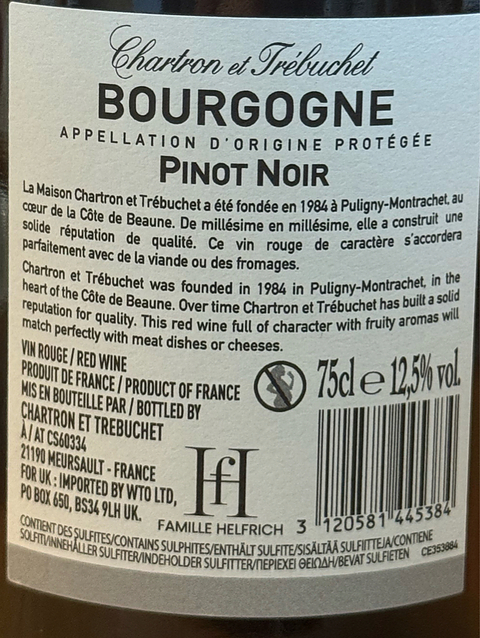 Chartron et Trébuchet
BOURGOGNE
APPELLATION D'ORIGINE PROTÉGÉE
PINOT NOIR
La Maison Chartron et Trébuchet a été fondée en 1984 à Puligny-Montrachet, au
cœur de la Côte de Beaune. De millésime en millésime, elle a construit une
solide réputation de qualité. Ce vin rouge de caractère s'accordera
parfaitement avec de la viande ou des fromages.
Chartron et Trébuchet was founded in 1984 in Puligny-Montrachet, in the
heart of the Côte de Beaune. Over time Chartron et Trébuchet has built a solid
reputation for quality. This red wine full of character with fruity aromas will
match perfectly with meat dishes or cheeses.
VIN ROUGE / RED WINE
PRODUIT DE FRANCE / PRODUCT OF FRANCE
MIS EN BOUTEILLE PAR / BOTTLED BY
CHARTRON ET TREBUCHET
À / AT CS60334
21190 MEURSAULT - FRANCE
FOR UK : IMPORTED BY WTO LTD,
PO BOX 650, BS34 9LH UK.
75cl e 12,5% vol.
HfH
FAMILLE HELFRICH
3 120581 445384
CONTIENT DES SULFITES/CONTAINS SULPHITES/ENTHÄLT SULFITE/SISÄLTÄÄ SULFIITTEJA/CONTIENE
SOLFITI/INNEHÅLLER SULFITER/INDEHOLDER SULFITTER/ΠΕΡΙΕΧΕΙ ΘΕΙΩΔΗ/BEVAT SULFIETEN CE353884